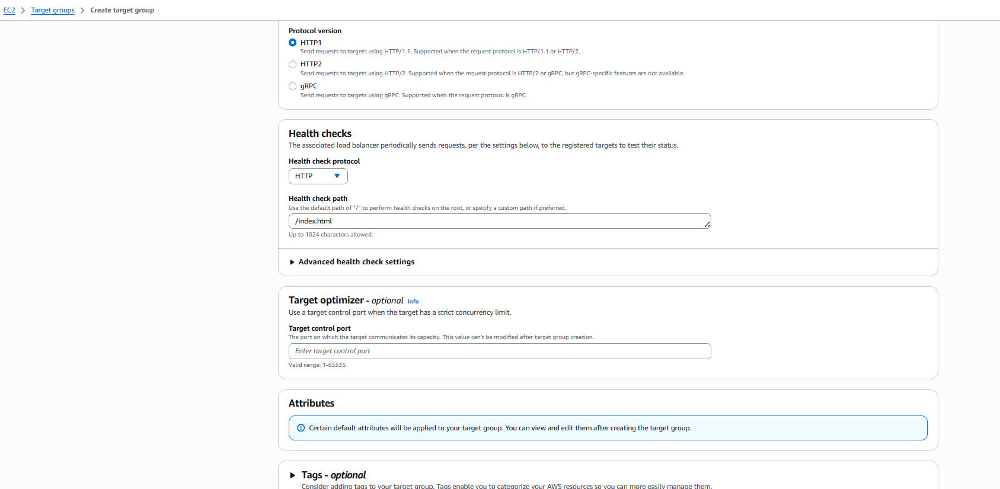 EC2 > Target groups > Create target group
Protocol version
HTTP1
Send requests to targets using HTTP/1.1. Supported when the request protocol is HTTP/1.1 or HTTP/2.
HTTP2
Send requests to targets using HTTP/2. Supported when the request protocol is HTTP/2 or gRPC, but gRPC-specific features are not available.
gRPC
Send requests to targets using gRPC. Supported when the request protocol is gRPC.
Health checks
The associated load balancer periodically sends requests, per the settings below, to the registered targets to test their status.
Health check protocol
HTTP
Health check path
Use the default path of "/" to perform health checks on the root, or specify a custom path if preferred.
/index.html
Up to 1024 characters allowed.
Advanced health check settings
Target optimizer - optional Info
Use a target control port when the target has a strict concurrency limit.
Target control port
The port on which the target communicates its capacity. This value can't be modified after target group creation.
Enter target control port
Valid range: 1-65535
Attributes
Certain default attributes will be applied to your target group. You can view and edit them after creating the target group.
Tags - optional
Consider adding tags to your target group. Tags enable you to categorize your AWS resources so you can more easily manage them.